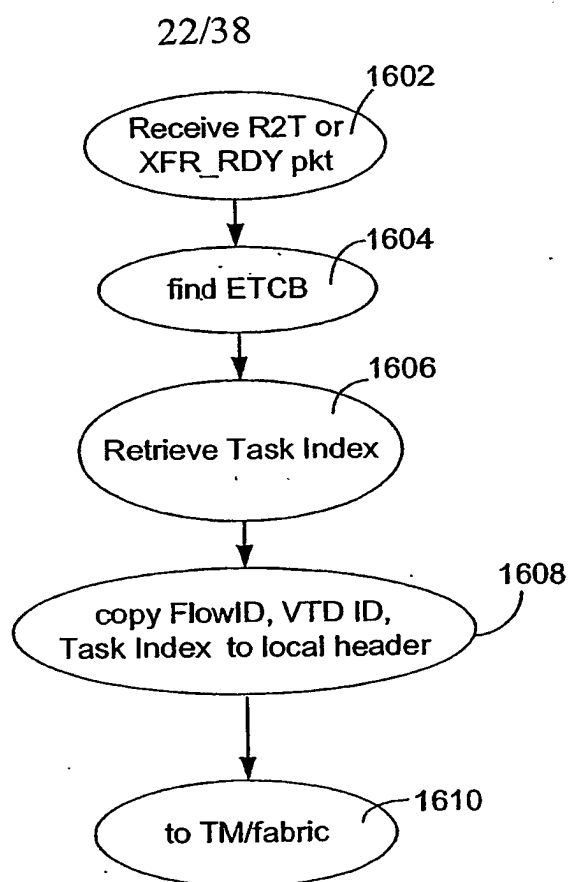 22/38
1602
Receive R2T or
XFR_RDY pkt
1604
find ETCB
1606
Retrieve Task Index
1608
copy FlowID, VTD ID,
Task Index to local header
1610
to TM/fabric